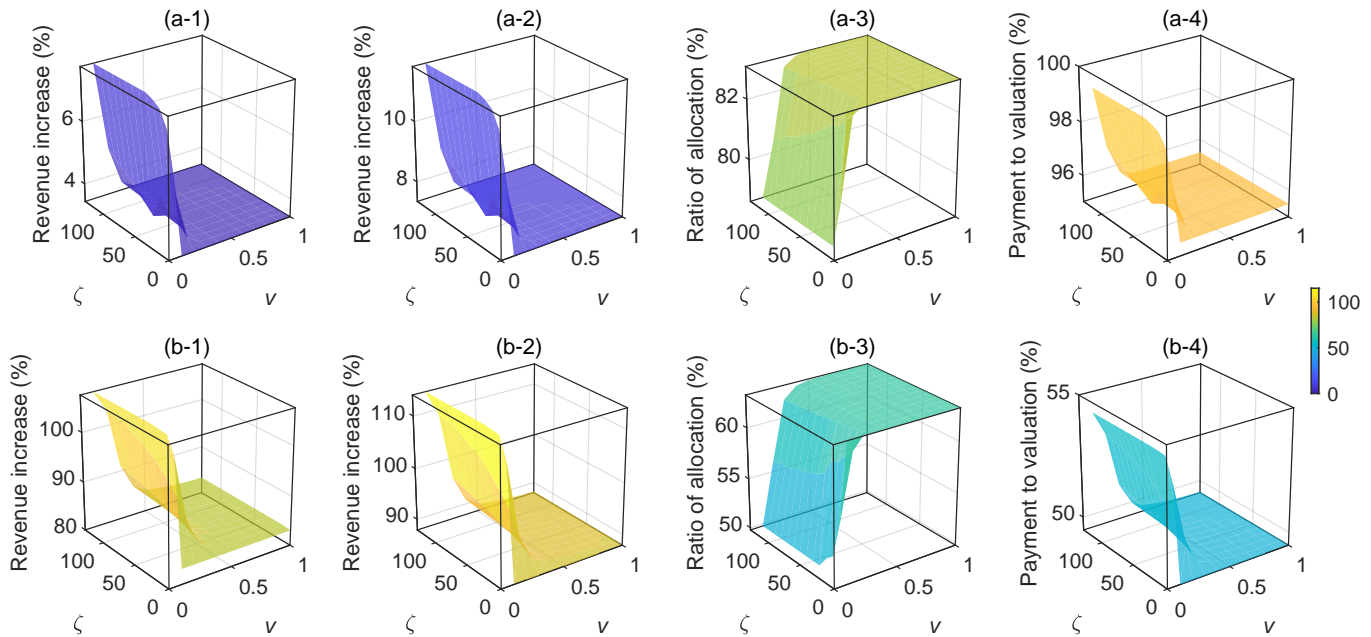 (a-1) (a-2) (a-3) (a-4)
Revenue increase (%) Revenue increase (%) Ratio of allocation (%) Payment to valuation (%)
6 10 82 100
4 8 80 98
96
100 100 100 100
50 50 50 50
0 0 0 0
0 0.5 1 0 0.5 1 0 0.5 1 0 0.5 1
ζ v ζ v ζ v ζ v
100
50
0
(b-1) (b-2) (b-3) (b-4)
Revenue increase (%) Revenue increase (%) Ratio of allocation (%) Payment to valuation (%)
100 110 60 55
90 100 55 50
80 90 50
100 100 100 100
50 50 50 50
0 0 0 0
0 0.5 1 0 0.5 1 0 0.5 1 0 0.5 1
ζ v ζ v ζ v ζ v